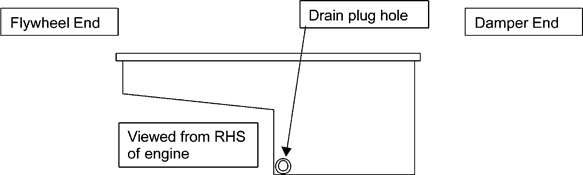 Flywheel End
Drain plug hole
Damper End
Viewed from RHS
of engine